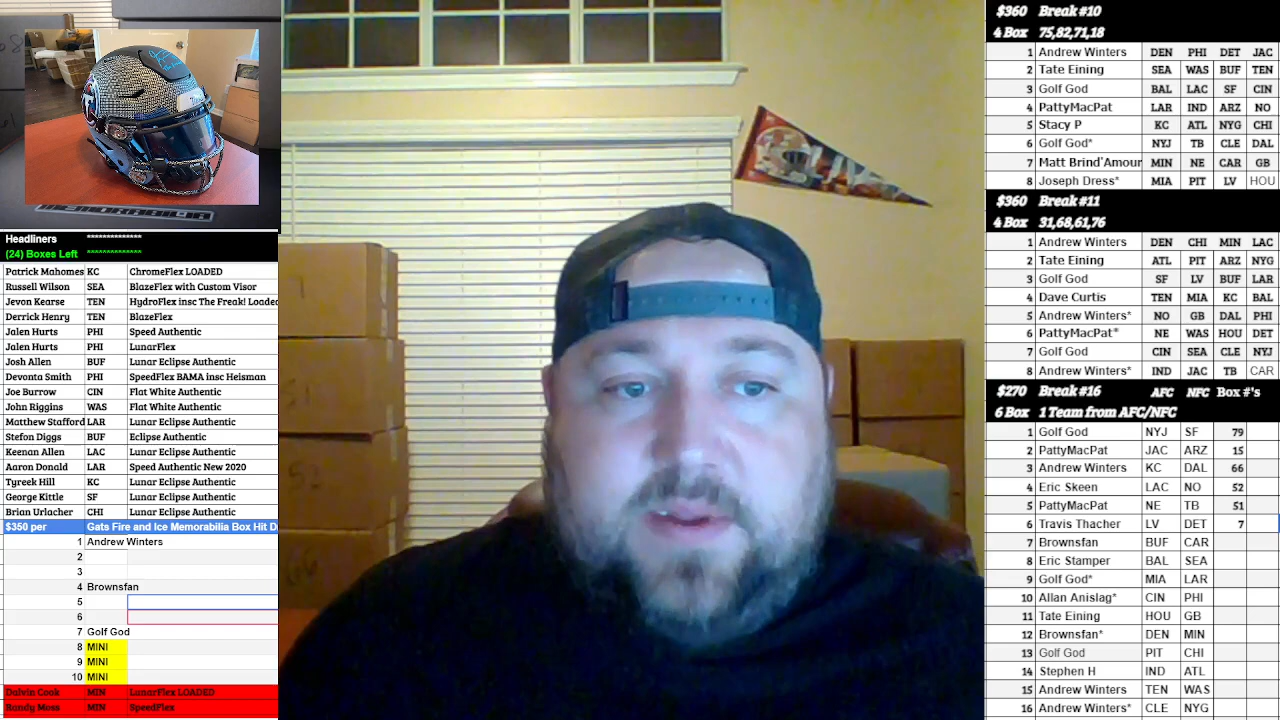 Headliners **************
(24) Boxes Left **************
Patrick Mahomes KC ChromeFlex LOADED
Russell Wilson SEA BlazeFlex with Custom Visor
Jevon Kearse TEN HydroFlex insc The Freak! Loaded
Derrick Henry TEN BlazeFlex
Jalen Hurts PHI Speed Authentic
Jalen Hurts PHI LunarFlex
Josh Allen BUF Lunar Eclipse Authentic
Devonta Smith PHI SpeedFlex BAMA insc Heisman
Joe Burrow CIN Flat White Authentic
John Riggins WAS Flat White Authentic
Matthew Stafford LAR Lunar Eclipse Authentic
Stefon Diggs BUF Eclipse Authentic
Keenan Allen LAC Lunar Eclipse Authentic
Aaron Donald LAR Speed Authentic New 2020
Tyreek Hill KC Lunar Eclipse Authentic
George Kittle SF Lunar Eclipse Authentic
Brian Urlacher CHI Lunar Eclipse Authentic
$350 per Gats Fire and Ice Memorabilia Box Hit D
1 Andrew Winters
2
3
4 Brownsfan
5
6
7 Golf God
8 MINI
9 MINI
10 MINI
Dalvin Cook MIN LunarFlex LOADED
Randy Moss MIN SpeedFlex
$360 Break #10
4 Box 75,82,71,18
1 Andrew Winters DEN PHI DET JAC
2 Tate Eining SEA WAS BUF TEN
3 Golf God BAL LAC SF CIN
4 PattyMacPat LAR IND ARZ NO
5 Stacy P KC ATL NYG CHI
6 Golf God* NYJ TB CLE DAL
7 Matt Brind'Amour MIN NE CAR GB
8 Joseph Dress* MIA PIT LV HOU
$360 Break #11
4 Box 31,68,61,76
1 Andrew Winters DEN CHI MIN LAC
2 Tate Eining ATL PIT ARZ NYG
3 Golf God SF LV BUF LAR
4 Dave Curtis TEN MIA KC BAL
5 Andrew Winters* NO GB DAL PHI
6 PattyMacPat* NE WAS HOU DET
7 Golf God CIN SEA CLE NYJ
8 Andrew Winters* IND JAC TB CAR
$270 Break #16 AFC NFC Box #'s
6 Box 1 Team from AFC/NFC
1 Golf God NYJ SF 79
2 PattyMacPat JAC ARZ 15
3 Andrew Winters KC DAL 66
4 Eric Skeen LAC NO 52
5 PattyMacPat NE TB 51
6 Travis Thacher LV DET 7
7 Brownsfan BUF CAR
8 Eric Stamper BAL SEA
9 Golf God* MIA LAR
10 Allan Anislag* CIN PHI
11 Tate Eining HOU GB
12 Brownsfan* DEN MIN
13 Golf God PIT CHI
14 Stephen H IND ATL
15 Andrew Winters TEN WAS
16 Andrew Winters* CLE NYG